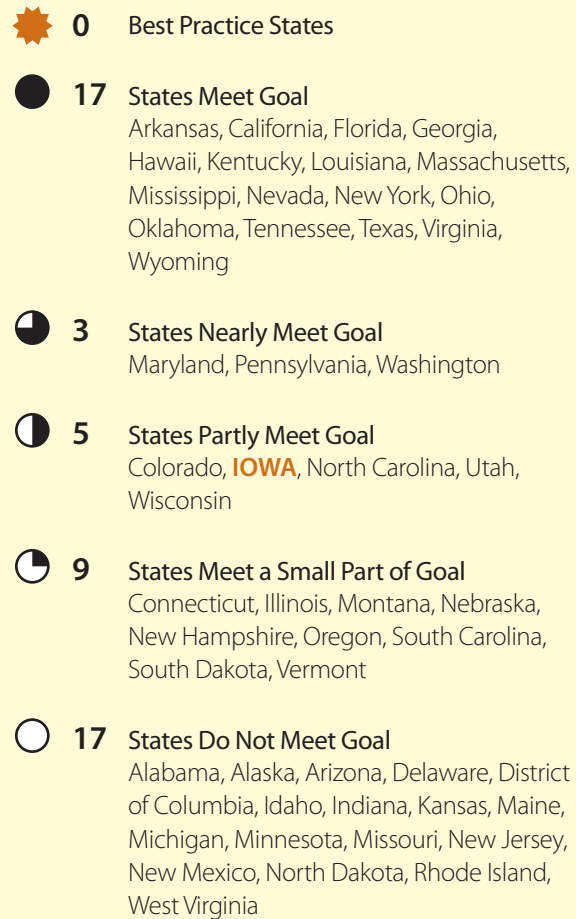 0 Best Practice States
17 States Meet Goal
Arkansas, California, Florida, Georgia,
Hawaii, Kentucky, Louisiana, Massachusetts,
Mississippi, Nevada, New York, Ohio,
Oklahoma, Tennessee, Texas, Virginia,
Wyoming
3 States Nearly Meet Goal
Maryland, Pennsylvania, Washington
5 States Partly Meet Goal
Colorado, IOWA, North Carolina, Utah,
Wisconsin
9 States Meet a Small Part of Goal
Connecticut, Illinois, Montana, Nebraska,
New Hampshire, Oregon, South Carolina,
South Dakota, Vermont
17 States Do Not Meet Goal
Alabama, Alaska, Arizona, Delaware, District
of Columbia, Idaho, Indiana, Kansas, Maine,
Michigan, Minnesota, Missouri, New Jersey,
New Mexico, North Dakota, Rhode Island,
West Virginia